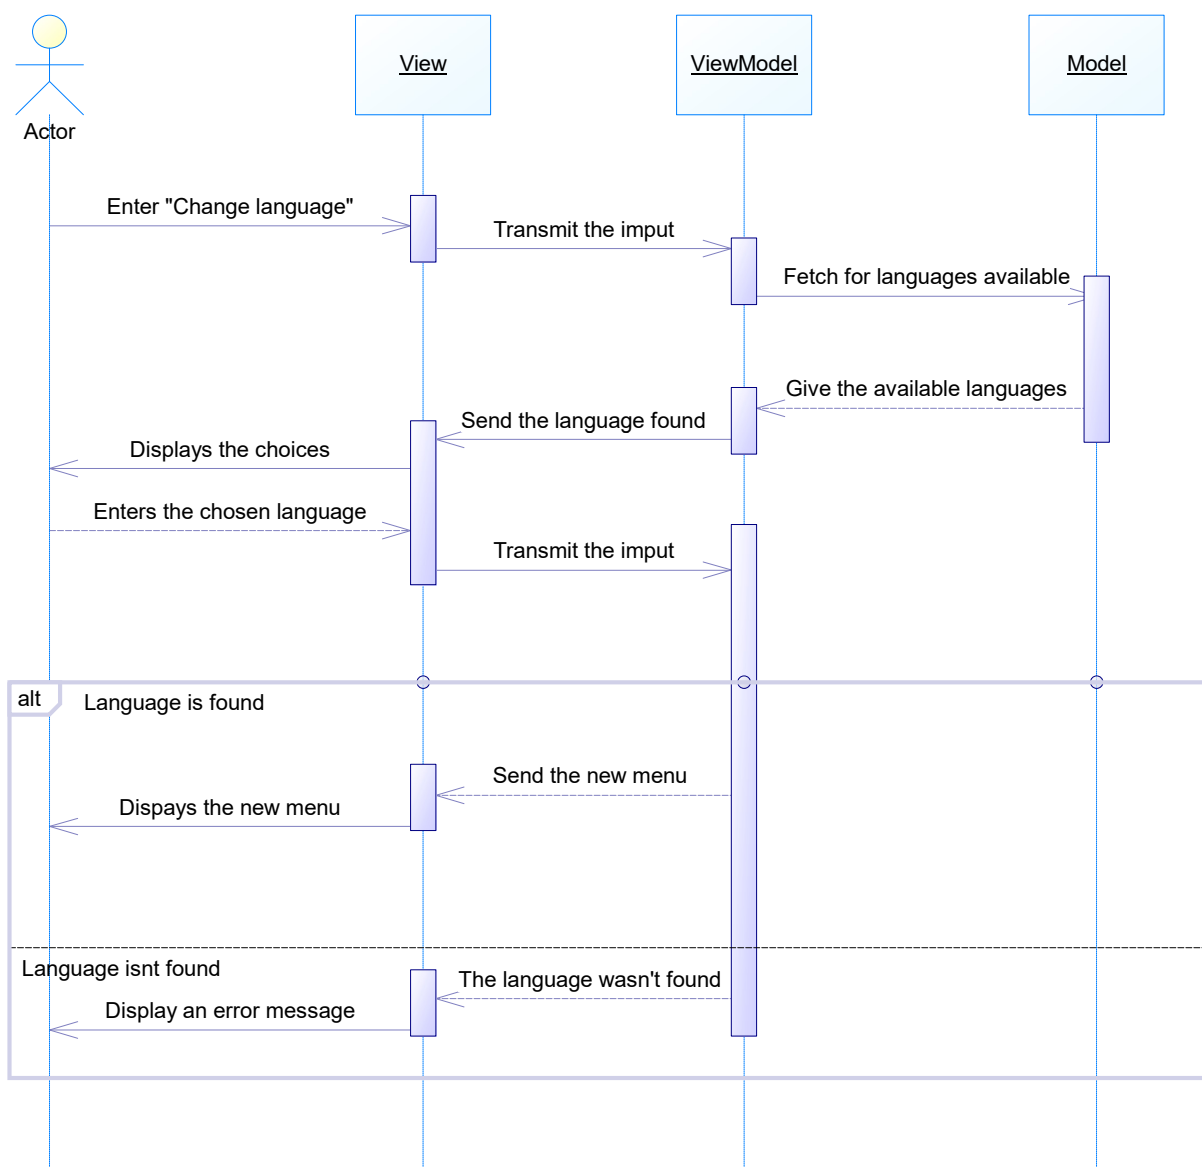 View
ViewModel
Model
Actor
Enter "Change language"
Transmit the imput
Fetch for languages available
Give the available languages
Send the language found
Displays the choices
Enters the chosen language
Transmit the imput
alt
Language is found
Send the new menu
Dispays the new menu
Language isnt found
The language wasn't found
Display an error message